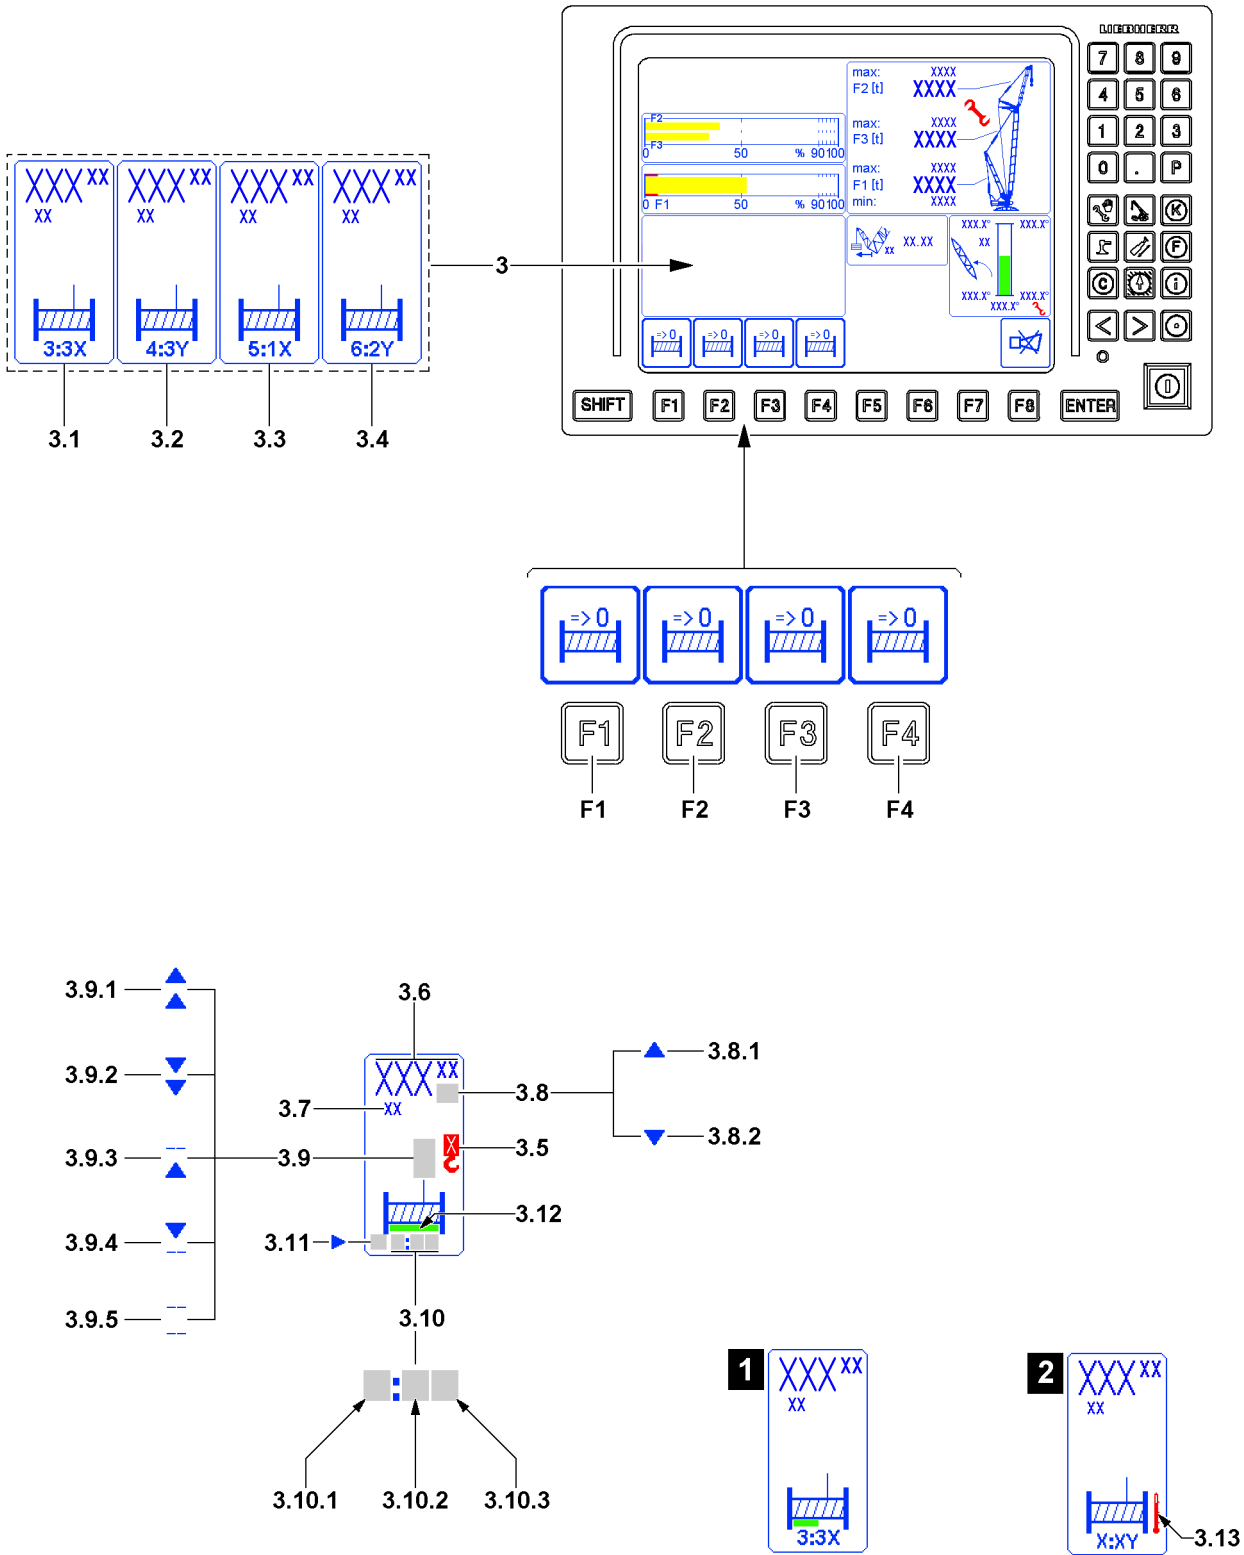 LIEBHERR
max: XXXX
F2 [t] XXXX
max: XXXX
F3 [t] XXXX
max: XXXX
F1 [t] XXXX
min: XXXX
F2
F3
0 50 % 90 100
0 F1 50 % 90 100
xx XX.XX
XXX.X° XXX.X°
XX
XXX.X° XXX.X°
XXX.X°
=> 0 => 0 => 0 => 0
7 8 9
4 5 6
1 2 3
0 . P
K
F
C i
< >
SHIFT F1 F2 F3 F4 F5 F6 F7 F8 ENTER
XXX XX XXX XX XXX XX XXX XX
XX XX XX XX
3:3X 4:3Y 5:1X 6:2Y
3
3.1 3.2 3.3 3.4
=> 0 => 0 => 0 => 0
F1 F2 F3 F4
F1 F2 F3 F4
3.9.1
3.9.2
3.9.3
3.9.4
3.9.5
3.6
XXX XX
3.7 XX
3.8
3.8.1
3.8.2
3.9
X 3.5
3.12
3.11
:
3.10
:
3.10.1 3.10.2 3.10.3
1
XXX XX
XX
3:3X
2
XXX XX
XX
X:XY
3.13